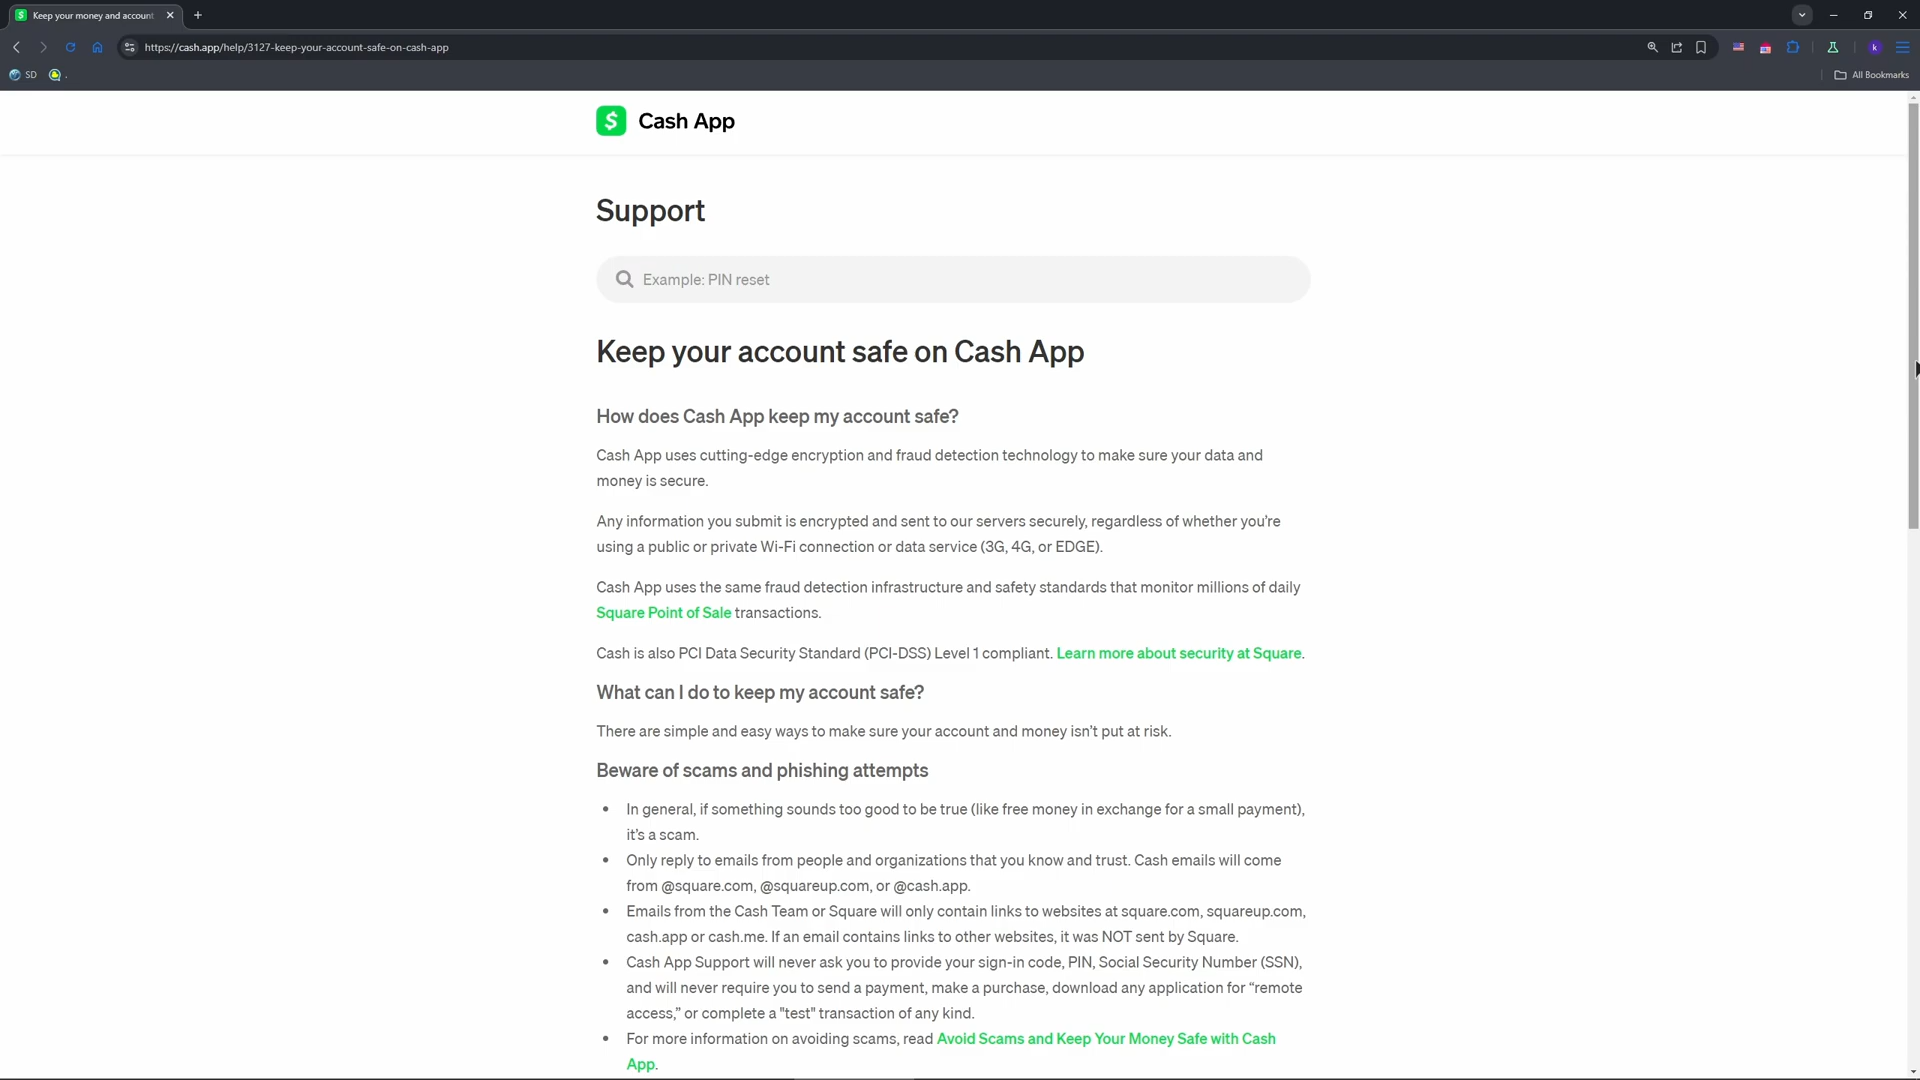 Keep your money and account
https://cash.app/help/3127-keep-your-account-safe-on-cash-app
SD
.
All Bookmarks
k
$ Cash App
Support
Example: PIN reset
Keep your account safe on Cash App
How does Cash App keep my account safe?
Cash App uses cutting-edge encryption and fraud detection technology to make sure your data and
money is secure.
Any information you submit is encrypted and sent to our servers securely, regardless of whether you’re
using a public or private Wi-Fi connection or data service (3G, 4G, or EDGE).
Cash App uses the same fraud detection infrastructure and safety standards that monitor millions of daily
Square Point of Sale transactions.
Cash is also PCI Data Security Standard (PCI-DSS) Level 1 compliant. Learn more about security at Square.
What can I do to keep my account safe?
There are simple and easy ways to make sure your account and money isn’t put at risk.
Beware of scams and phishing attempts
• In general, if something sounds too good to be true (like free money in exchange for a small payment),
it’s a scam.
• Only reply to emails from people and organizations that you know and trust. Cash emails will come
from @square.com, @squareup.com, or @cash.app.
• Emails from the Cash Team or Square will only contain links to websites at square.com, squareup.com,
cash.app or cash.me. If an email contains links to other websites, it was NOT sent by Square.
• Cash App Support will never ask you to provide your sign-in code, PIN, Social Security Number (SSN),
and will never require you to send a payment, make a purchase, download any application for “remote
access,” or complete a "test" transaction of any kind.
• For more information on avoiding scams, read Avoid Scams and Keep Your Money Safe with Cash
App.